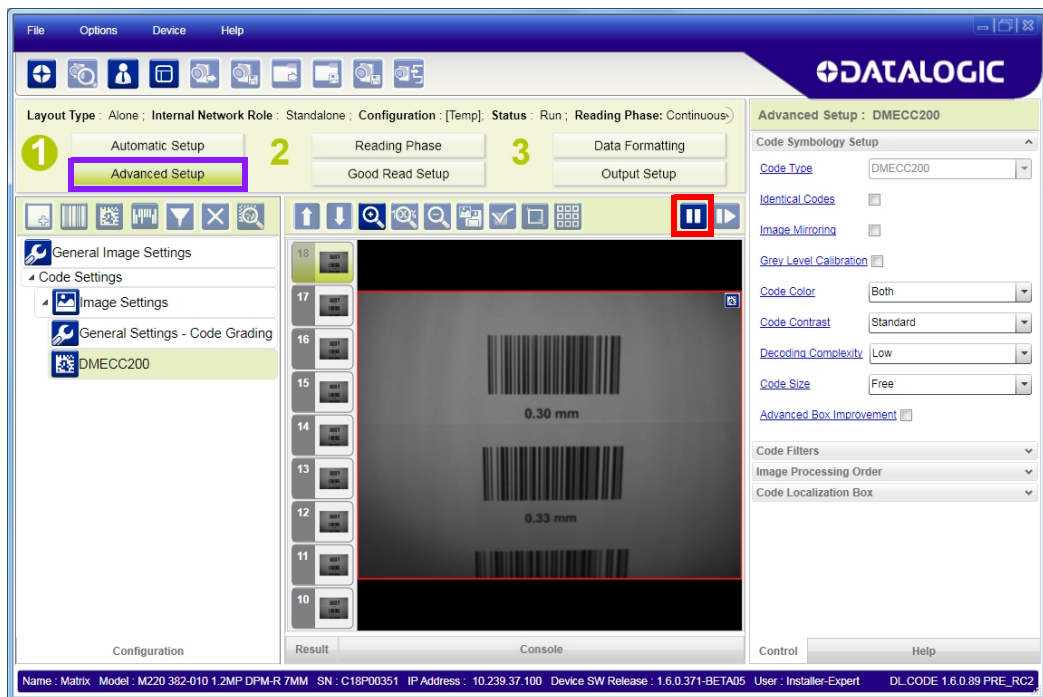 File Options Device Help
DATALOGIC
Layout Type : Alone ; Internal Network Role : Standalone ; Configuration : [Temp]; Status : Run ; Reading Phase: Continuous
1 Automatic Setup 2 Reading Phase 3 Data Formatting
Advanced Setup Good Read Setup Output Setup
General Image Settings
Code Settings
Image Settings
General Settings - Code Grading
DMECC200
Configuration
100%
18
17
16
15
14
13
12
11
10
0.30 mm
0.33 mm
Result Console
Advanced Setup : DMECC200
Code Symbology Setup
Code Type DMECC200
Identical Codes
Image Mirroring
Grey Level Calibration
Code Color Both
Code Contrast Standard
Decoding Complexity Low
Code Size Free
Advanced Box Improvement
Code Filters
Image Processing Order
Code Localization Box
Control Help
Name : Matrix Model : M220 382-010 1.2MP DPM-R 7MM SN : C18P00351 IP Address : 10.239.37.100 Device SW Release : 1.6.0.371-BETA05 User : Installer-Expert DL.CODE 1.6.0.89 PRE_RC2